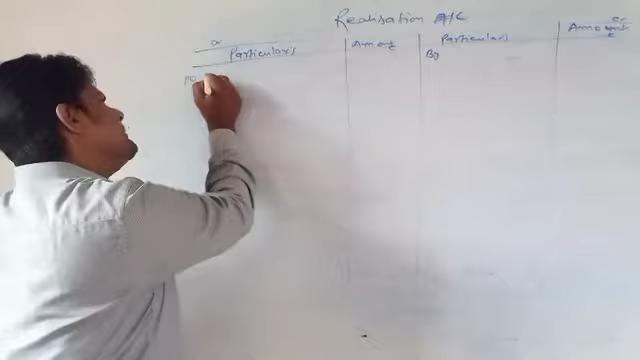 Realisation A/C
Dr Cr
Particulars Amount Particulars Amount
By